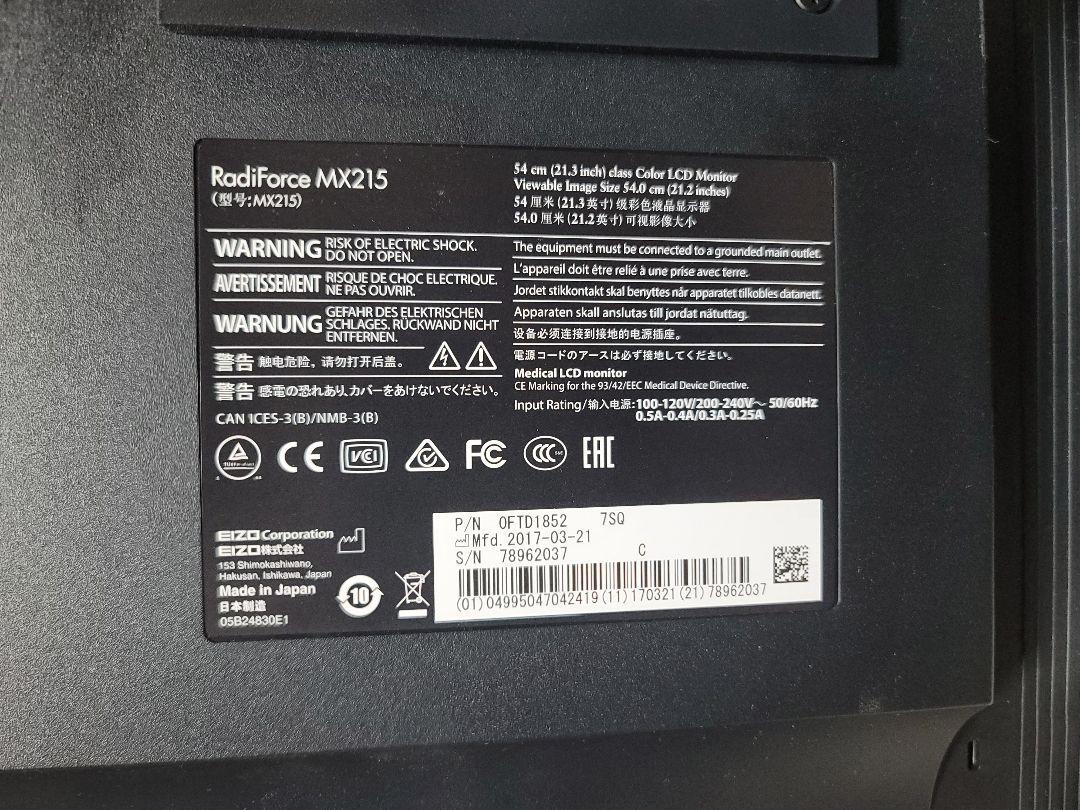 RadiForce MX215
(型号:MX215)
54 cm (21.3 inch) class Color LCD Monitor
Viewable Image Size 54.0 cm (21.2 inches)
54 厘米 (21.3 英寸) 级彩色液晶显示器
54.0 厘米 (21.2 英寸) 可视影像大小
WARNING RISK OF ELECTRIC SHOCK.
DO NOT OPEN.
AVERTISSEMENT RISQUE DE CHOC ELECTRIQUE.
NE PAS OUVRIR.
WARNUNG GEFAHR DES ELEKTRISCHEN
SCHLAGES. RÜCKWAND NICHT
ENTFERNEN.
警告 触电危险，请勿打开后盖。
警告 感電の恐れあり、カバーをあけないでください。
CAN ICES-3(B)/NMB-3(B)
The equipment must be connected to a grounded main outlet.
L'appareil doit être relié à une prise avec terre.
Jordet stikkontakt skal benyttes når apparatet tilkobles datanett.
Apparaten skall anslutas till jordat nätuttag.
设备必须连接到接地的电源插座。
電源コードのアースは必ず接地してください。
Medical LCD monitor
CE Marking for the 93/42/EEC Medical Device Directive.
Input Rating/输入电源: 100-120V/200-240V～ 50/60Hz
0.5A-0.4A/0.3A-0.25A
CE VCCI FC CCC EAC
EIZO Corporation
EIZO株式会社
153 Shimokashiwano,
Hakusan, Ishikawa, Japan
Made in Japan
日本制造
05B24830E1
10
P/N 0FTD1852 7SQ
Mfd. 2017-03-21
S/N 78962037 C
(01)04995047042419(11)170321(21)78962037